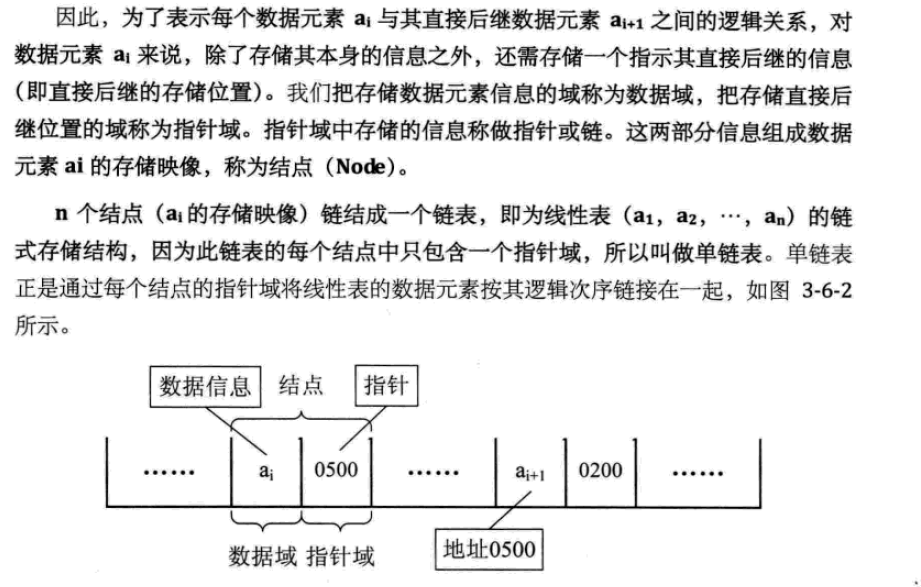 因此，为了表示每个数据元素 aᵢ 与其直接后继数据元素 aᵢ₊₁ 之间的逻辑关系，对
数据元素 aᵢ 来说，除了存储其本身的信息之外，还需存储一个指示其直接后继的信息
（即直接后继的存储位置）。我们把存储数据元素信息的域称为数据域，把存储直接后
继位置的域称为指针域。指针域中存储的信息称做指针或链。这两部分信息组成数据
元素 ai 的存储映像，称为结点（Node）。
n 个结点（aᵢ 的存储映像）链结成一个链表，即为线性表（a₁，a₂，…，aₙ）的链
式存储结构，因为此链表的每个结点中只包含一个指针域，所以叫做单链表。单链表
正是通过每个结点的指针域将线性表的数据元素按其逻辑次序链接在一起，如图 3-6-2
所示。
数据信息 结点 指针
…… aᵢ 0500 …… aᵢ₊₁ 0200 ……
数据域 指针域 地址0500